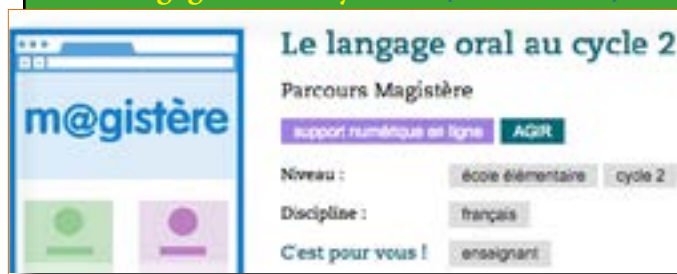 Le langage oral au cycle 2
Parcours Magistère
m@gistère
support numérique en ligne AGIR
Niveau : école élémentaire cycle 2
Discipline : français
C'est pour vous ! enseignant